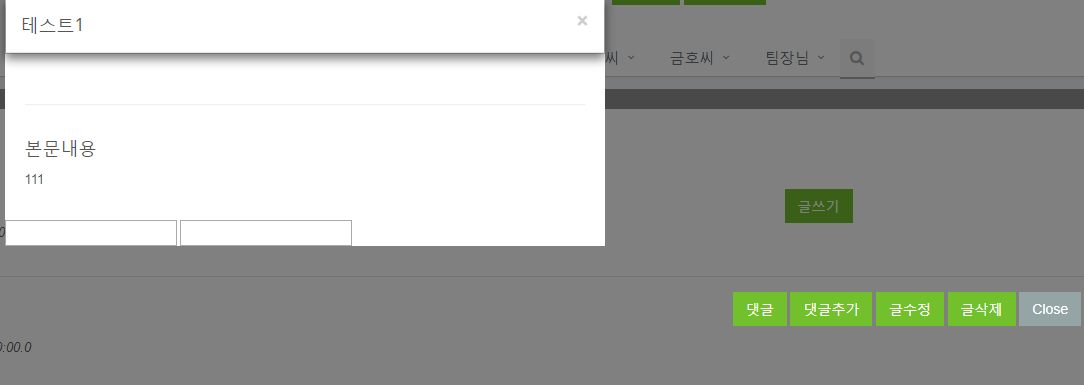 테스트1 ×
씨 금호씨 팀장님
본문내용
111
글쓰기
댓글 댓글추가 글수정 글삭제 Close
0:00.0